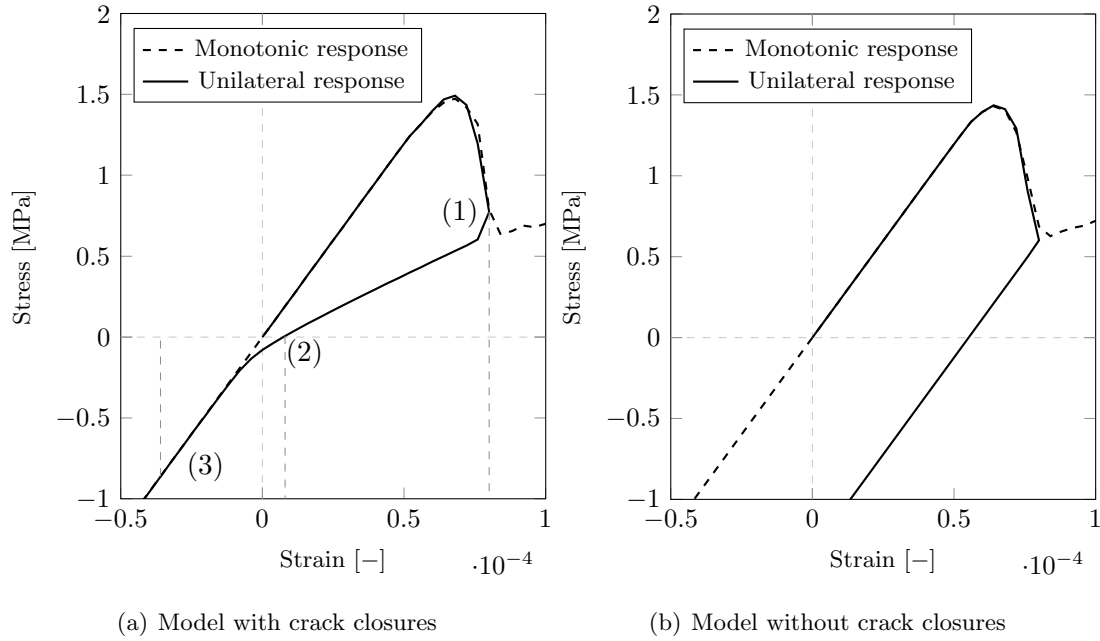 2
1.5
1
0.5
0
−0.5
−1
−0.5
0
0.5
1
·10⁻⁴
Strain [−]
Stress [MPa]
Monotonic response
Unilateral response
(1)
(2)
(3)
(a) Model with crack closures
2
1.5
1
0.5
0
−0.5
−1
−0.5
0
0.5
1
·10⁻⁴
Strain [−]
Stress [MPa]
Monotonic response
Unilateral response
(b) Model without crack closures